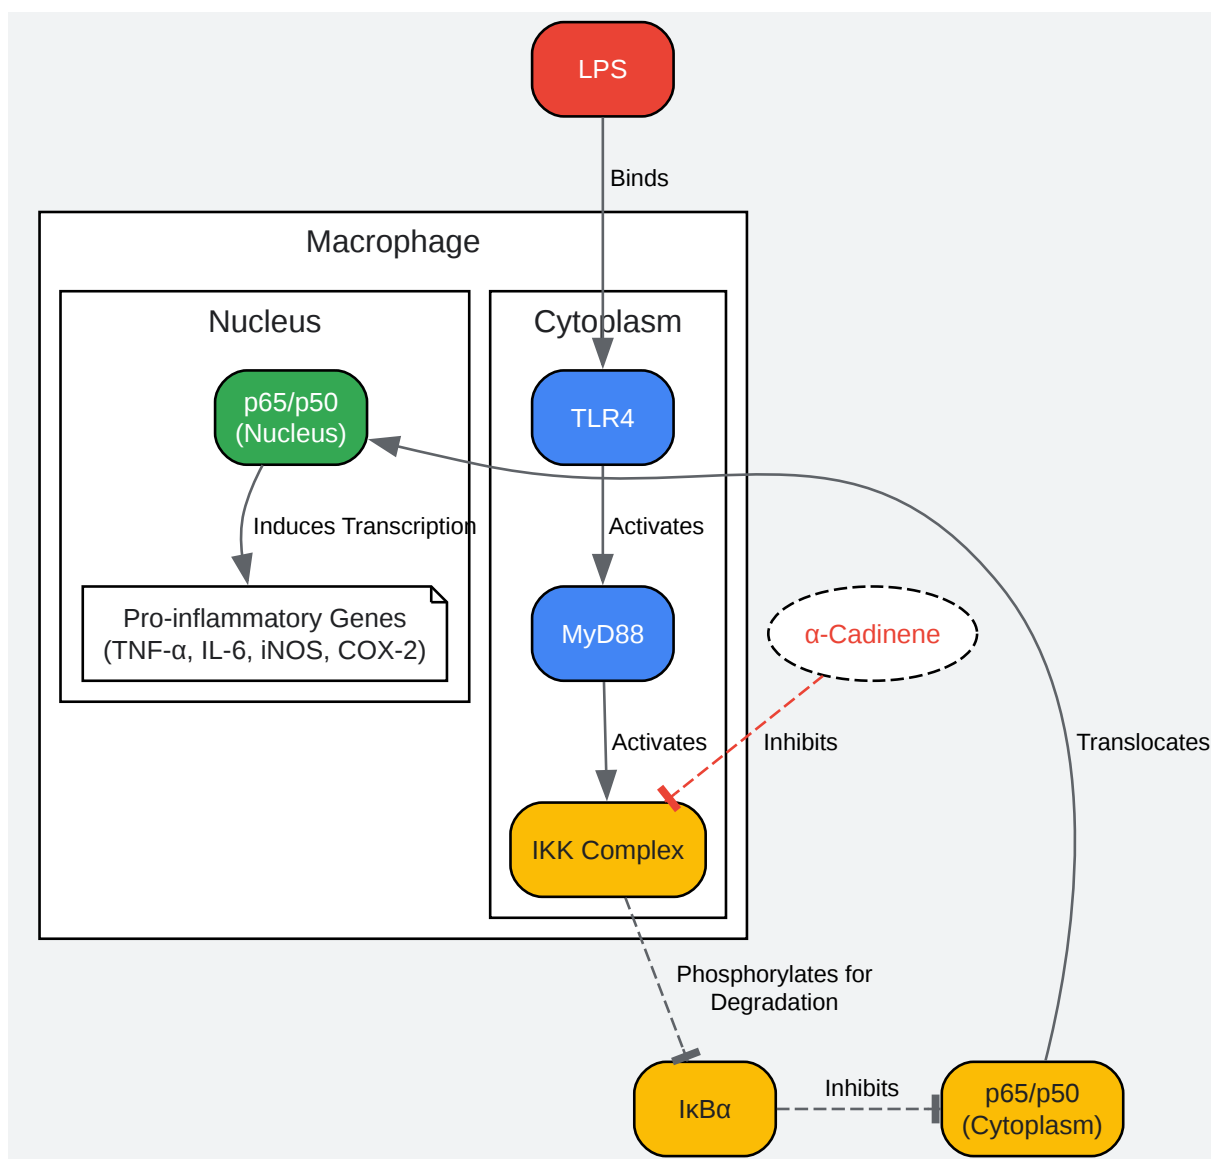 LPS
Binds
Macrophage
Nucleus
Cytoplasm
p65/p50
(Nucleus)
TLR4
Induces Transcription
Activates
Pro-inflammatory Genes
(TNF-α, IL-6, iNOS, COX-2)
MyD88
α-Cadinene
Activates
Inhibits
Translocates
IKK Complex
Phosphorylates for
Degradation
IκBα
Inhibits
p65/p50
(Cytoplasm)